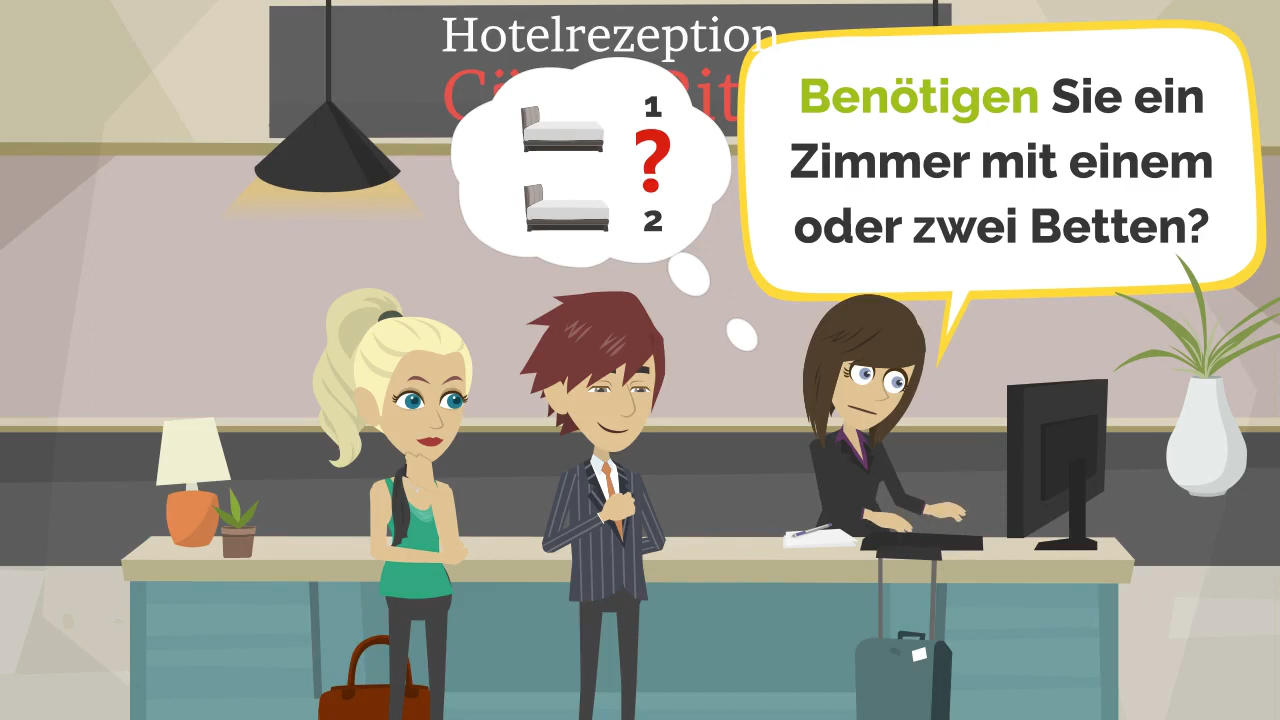 Hotelrezeption
1
?
2
Benötigen Sie ein
Zimmer mit einem
oder zwei Betten?